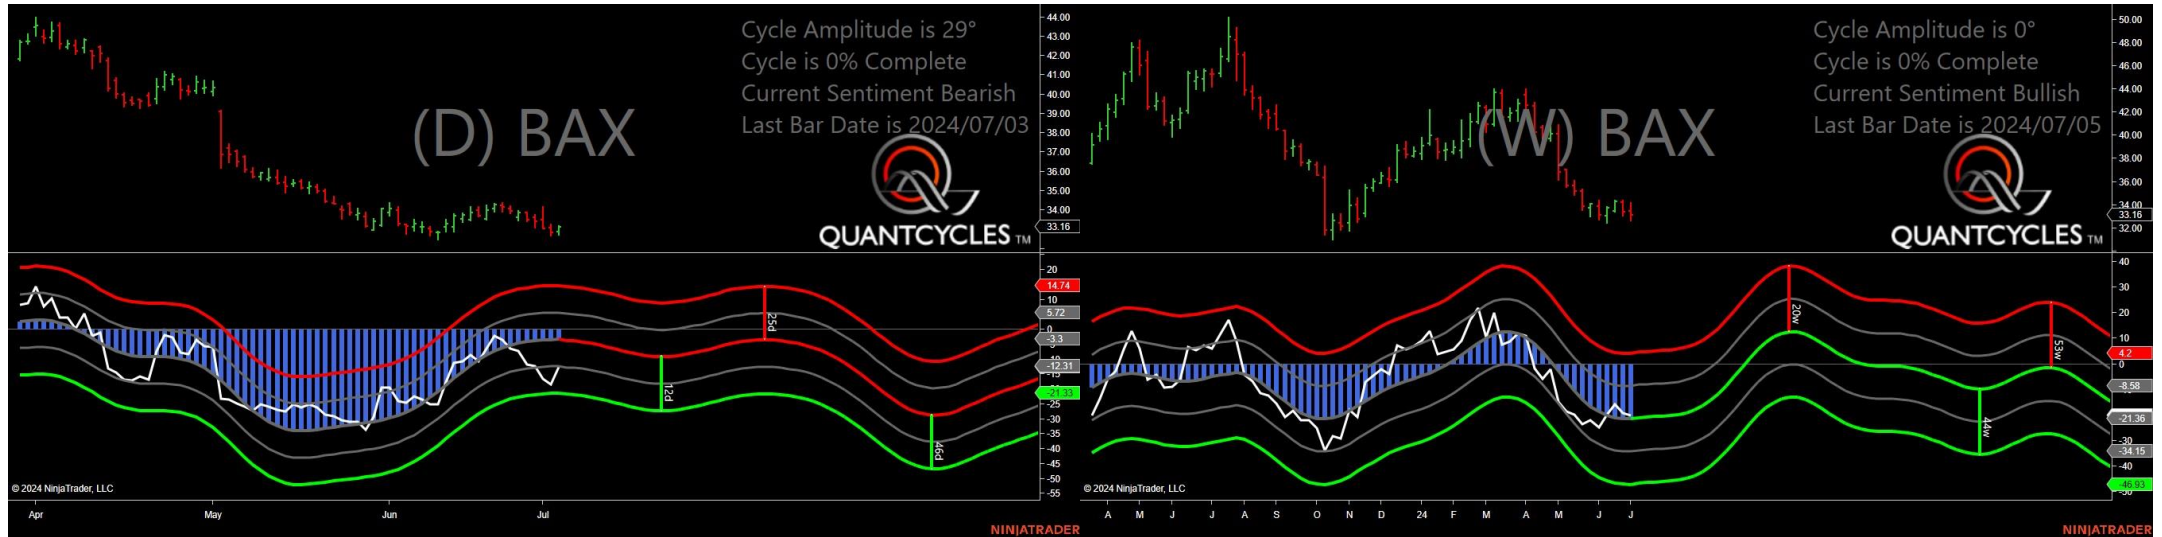 Cycle Amplitude is 29°
Cycle is 0% Complete
Current Sentiment Bearish
Last Bar Date is 2024/07/03
(D) BAX
QUANTCYCLES TM
44.00
43.00
42.00
41.00
40.00
39.00
38.00
37.00
36.00
35.00
34.00
33.16
20
14.74
10
5.72
0
-3.3
-12.31
-21.33
-25
-30
-35
-40
-45
-50
-55
25d
12d
46d
© 2024 NinjaTrader, LLC
Apr May Jun Jul
NINJATRADER
Cycle Amplitude is 0°
Cycle is 0% Complete
Current Sentiment Bullish
Last Bar Date is 2024/07/05
(W) BAX
QUANTCYCLES TM
50.00
48.00
46.00
44.00
42.00
40.00
38.00
36.00
34.00
33.16
32.00
40
30
20
10
4.2
0
-8.58
-21.36
-30
-34.15
-40
-46.93
20w
44w
53w
© 2024 NinjaTrader, LLC
A M J J A S O N D 24 F M A M J J
NINJATRADER